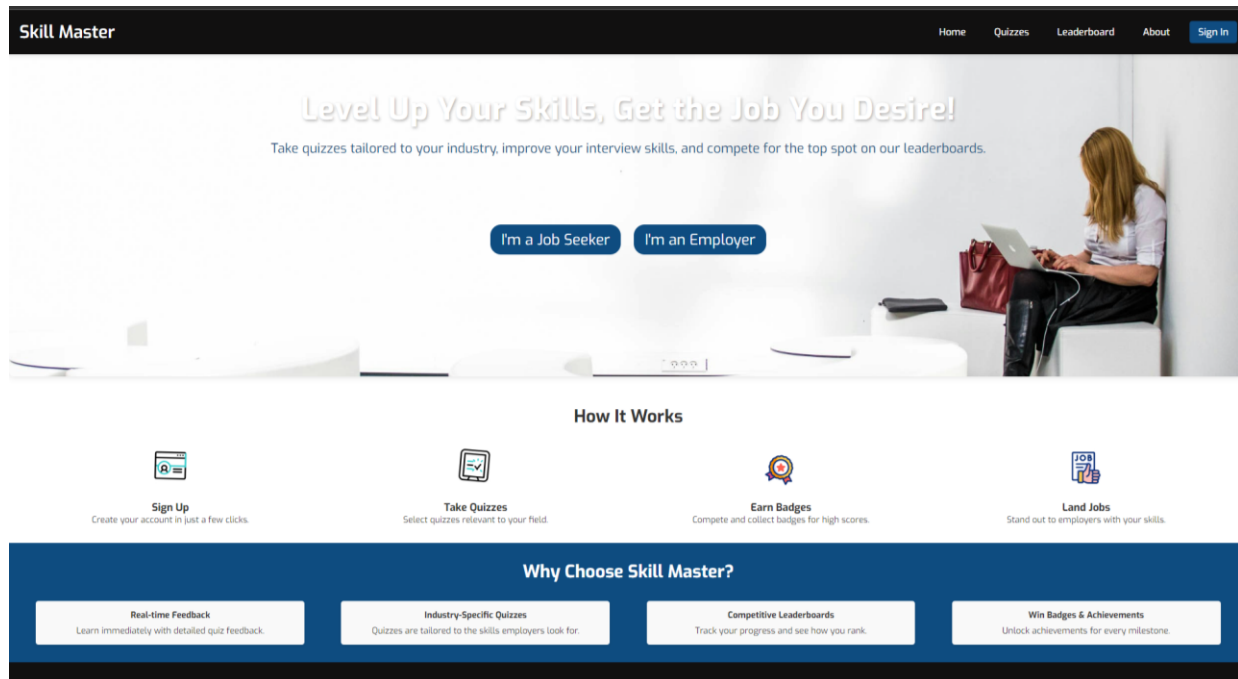 Skill Master
Home Quizzes Leaderboard About Sign In
Level Up Your Skills, Get the Job You Desire!
Take quizzes tailored to your industry, improve your interview skills, and compete for the top spot on our leaderboards.
I'm a Job Seeker I'm an Employer
How It Works
JOB
Sign Up Take Quizzes Earn Badges Land Jobs
Create your account in just a few clicks. Select quizzes relevant to your field. Compete and collect badges for high scores. Stand out to employers with your skills.
Why Choose Skill Master?
Real-time Feedback Industry-Specific Quizzes Competitive Leaderboards Win Badges & Achievements
Learn immediately with detailed quiz feedback. Quizzes are tailored to the skills employers look for. Track your progress and see how you rank. Unlock achievements for every milestone.